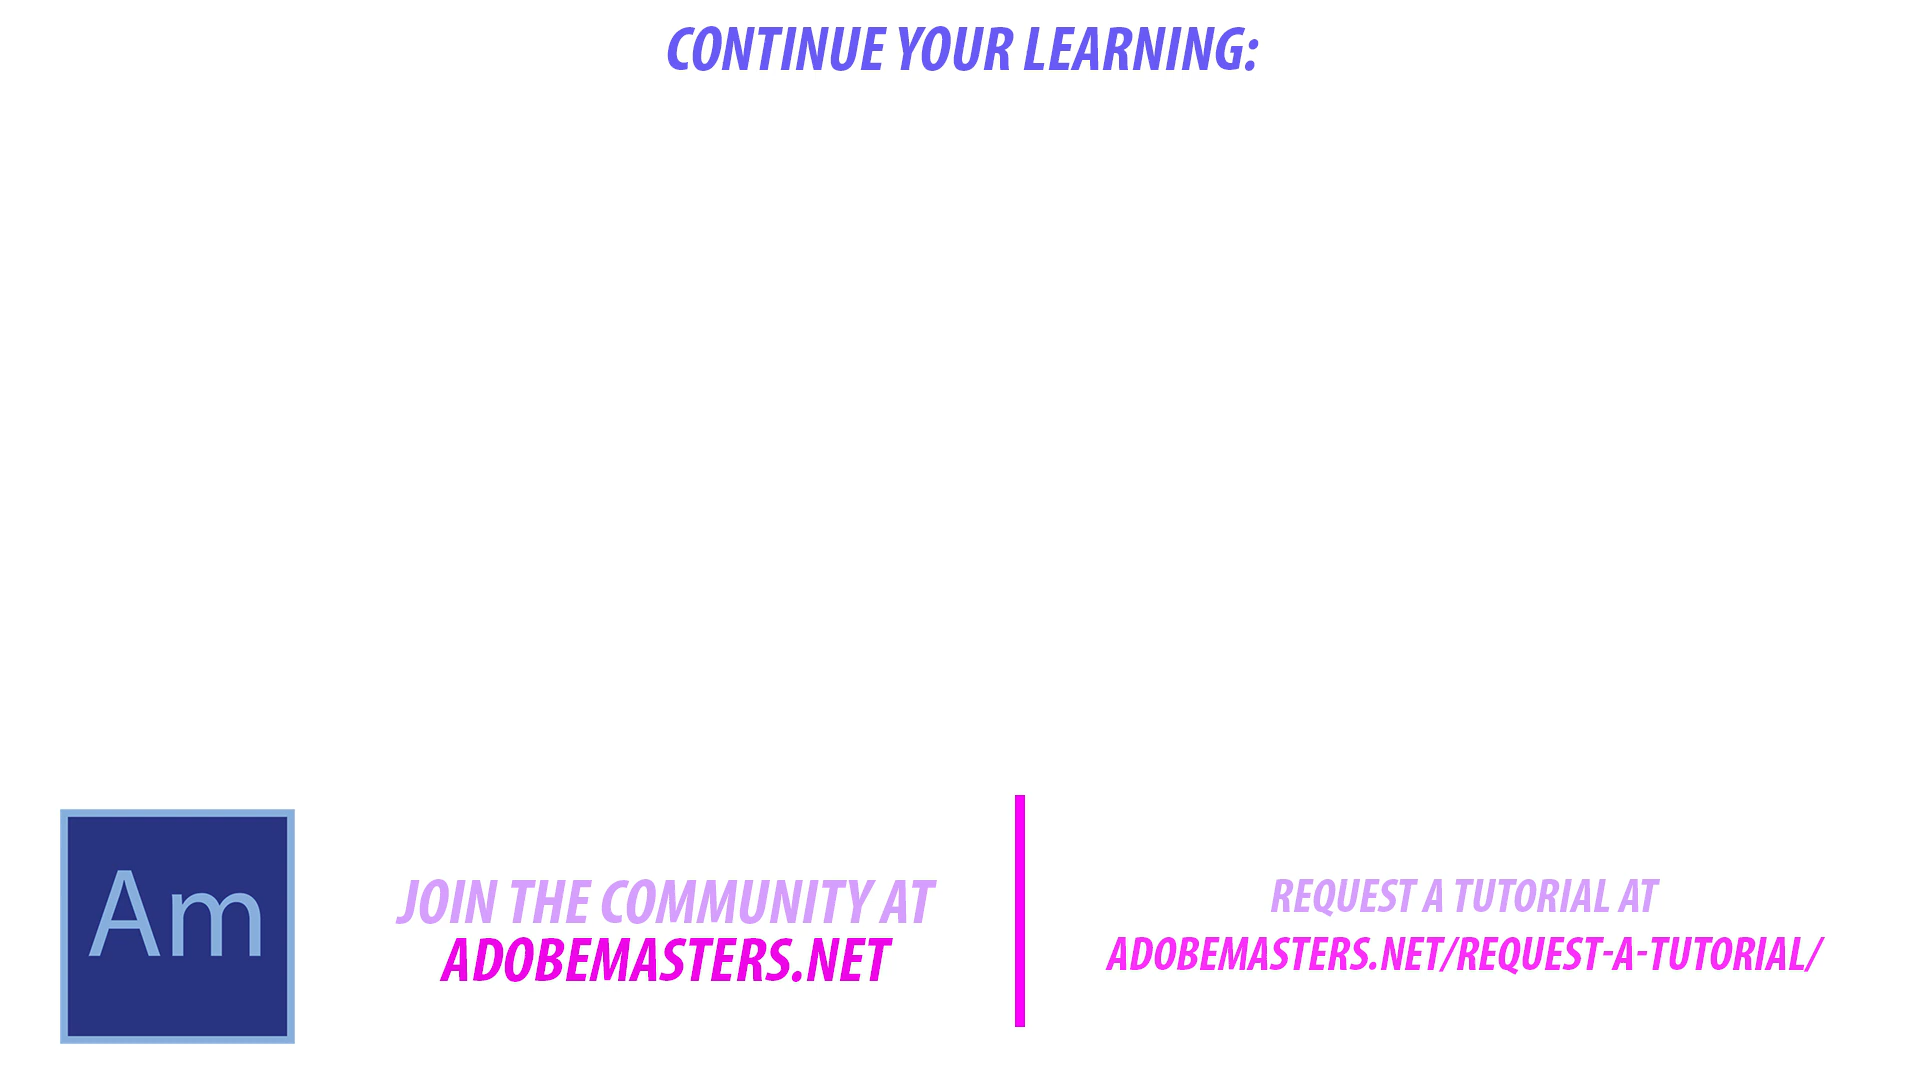 CONTINUE YOUR LEARNING:
Am
JOIN THE COMMUNITY AT
ADOBEMASTERS.NET
REQUEST A TUTORIAL AT
ADOBEMASTERS.NET/REQUEST-A-TUTORIAL/